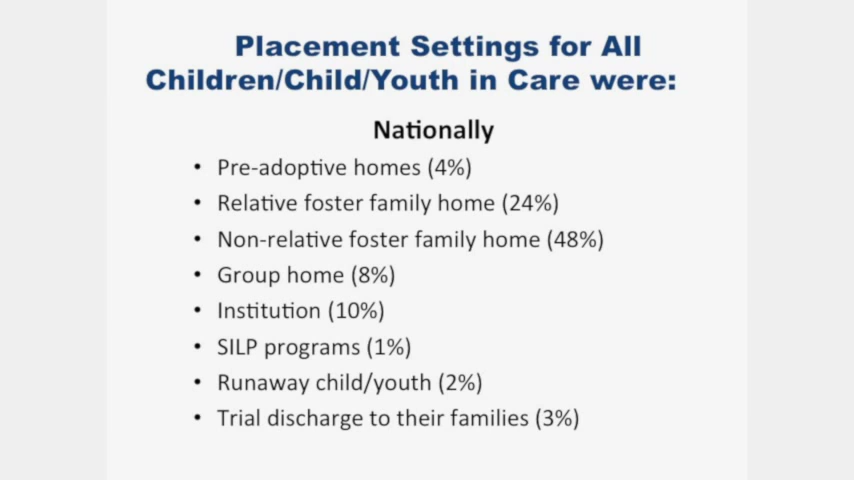 Placement Settings for All
Children/Child/Youth in Care were:
Nationally
• Pre-adoptive homes (4%)
• Relative foster family home (24%)
• Non-relative foster family home (48%)
• Group home (8%)
• Institution (10%)
• SILP programs (1%)
• Runaway child/youth (2%)
• Trial discharge to their families (3%)